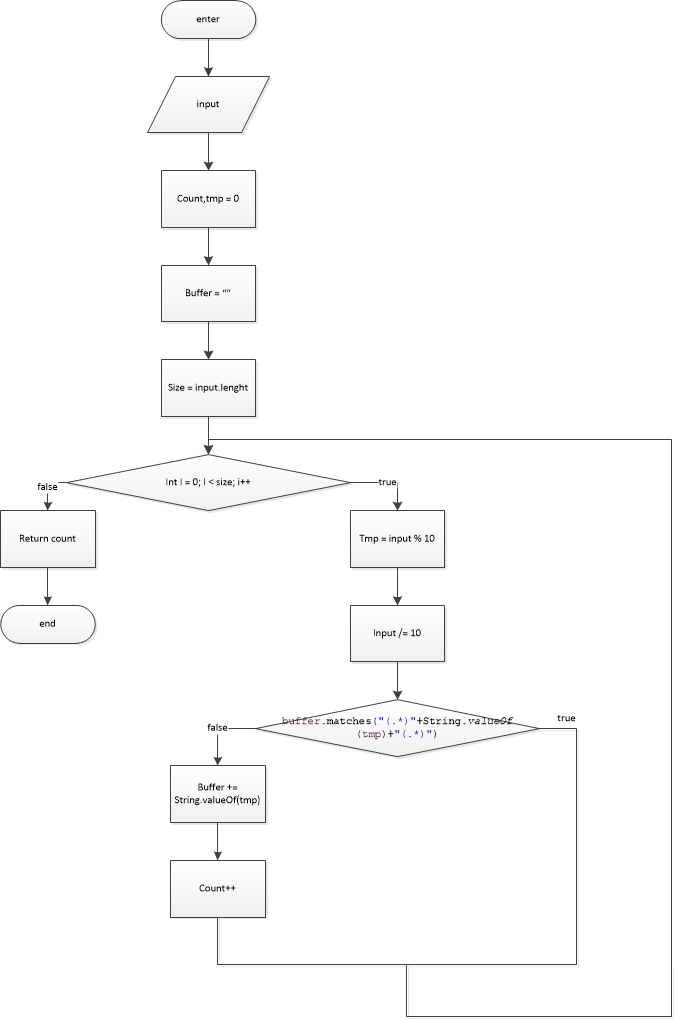 enter
input
Count,tmp = 0
Buffer = “”
Size = input.lenght
Int I = 0; I < size; i++
false
true
Return count
Tmp = input % 10
end
Input /= 10
buffer.matches("(.*)"+String.valueOf
(tmp)+"(.*)")
false
true
Buffer +=
String.valueOf(tmp)
Count++